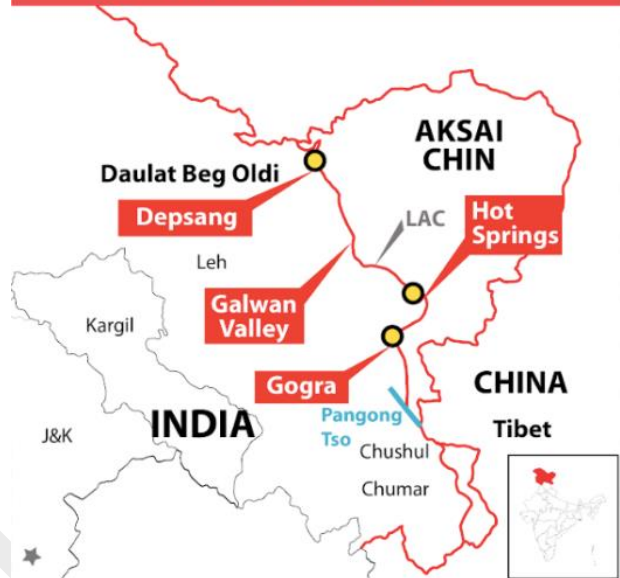 AKSAI
CHIN
Daulat Beg Oldi
Depsang
LAC
Hot
Springs
Leh
Galwan
Valley
Kargil
Gogra
CHINA
INDIA
Pangong
Tso
Tibet
J&K
Chushul
Chumar